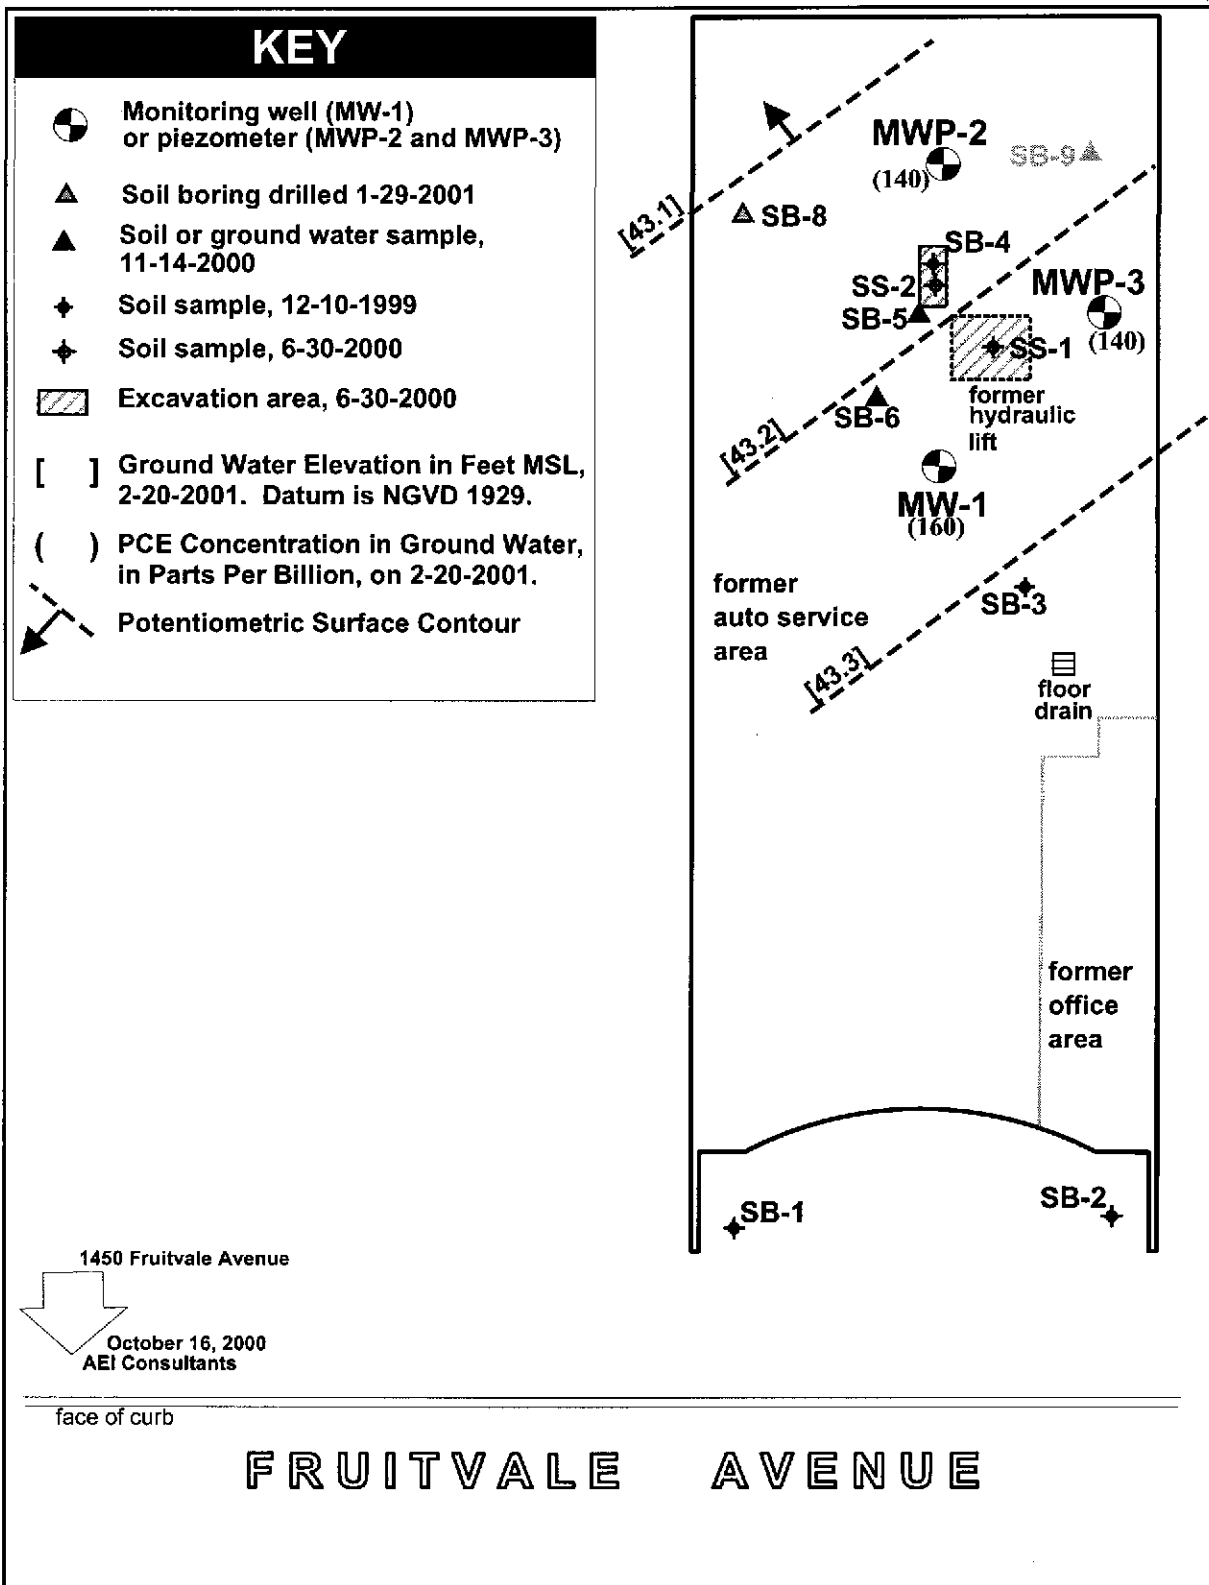 KEY
Monitoring well (MW-1)
or piezometer (MWP-2 and MWP-3)
Soil boring drilled 1-29-2001
Soil or ground water sample,
11-14-2000
Soil sample, 12-10-1999
Soil sample, 6-30-2000
Excavation area, 6-30-2000
[ ] Ground Water Elevation in Feet MSL,
2-20-2001. Datum is NGVD 1929.
( ) PCE Concentration in Ground Water,
in Parts Per Billion, on 2-20-2001.
Potentiometric Surface Contour
MWP-2
(140)
SB-9
[43.1]
SB-8
SB-4
SS-2
MWP-3
(140)
SB-5
SS-1
former
hydraulic
lift
SB-6
[43.2]
MW-1
(160)
former
auto service
area
SB-3
[43.3]
floor
drain
former
office
area
SB-1
SB-2
1450 Fruitvale Avenue
October 16, 2000
AEI Consultants
face of curb
FRUITVALE AVENUE